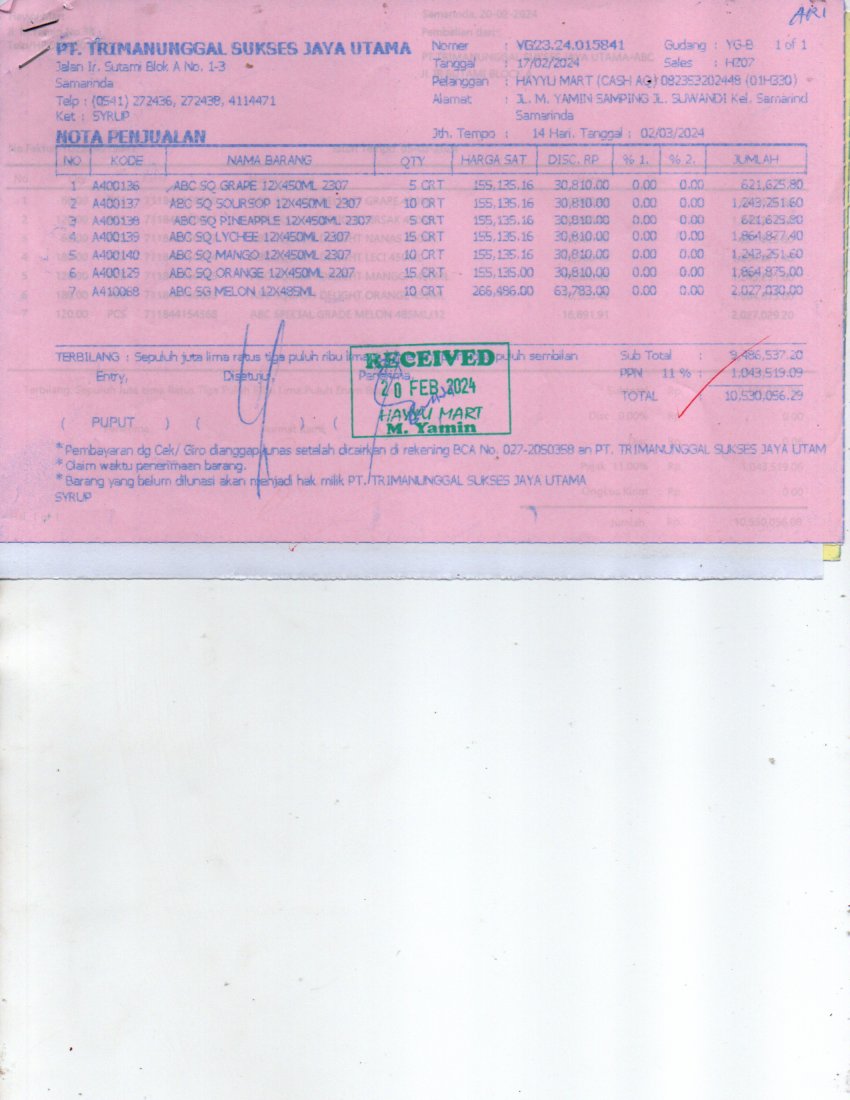 ARI
PT. TRIMANUNGGAL SUKSES JAYA UTAMA
Jalan Ir. Sutami Blok A No. 1-3
Samarinda
Telp : (0541) 272436, 272438, 4114471
Ket : SYRUP
NOTA PENJUALAN
Nomer : VG23.24.015841 Gudang : YG-B 1 of 1
Tanggal : 17/02/2024 Sales : HZ07
Pelanggan : HAYYU MART (CASH AG) 082353202448 (01H330)
Alamat : JL. M. YAMIN SAMPING JL. SUWANDI Kel. Samarind
Samarinda
Jth. Tempo : 14 Hari, Tanggal : 02/03/2024
NO KODE NAMA BARANG QTY HARGA SAT DISC. RP % 1. % 2. JUMLAH
1 A400136 ABC SQ GRAPE 12X450ML 2307 5 CRT 155,135.16 30,810.00 0.00 0.00 621,625.80
2 A400137 ABC SQ SOURSOP 12X450ML 2307 10 CRT 155,135.16 30,810.00 0.00 0.00 1,243,251.60
3 A400138 ABC SQ PINEAPPLE 12X450ML 2307 5 CRT 155,135.16 30,810.00 0.00 0.00 621,625.80
4 A400139 ABC SQ LYCHEE 12X450ML 2307 15 CRT 155,135.16 30,810.00 0.00 0.00 1,864,877.40
5 A400140 ABC SQ MANGO 12X450ML 2307 10 CRT 155,135.16 30,810.00 0.00 0.00 1,243,251.60
6 A400129 ABC SQ ORANGE 12X450ML 2207 15 CRT 155,135.00 30,810.00 0.00 0.00 1,864,875.00
7 A410068 ABC SQ MELON 12X485ML 10 CRT 266,486.00 63,783.00 0.00 0.00 2,027,030.00
TERBILANG : Sepuluh juta lima ratus tiga puluh ribu lima puluh sembilan
Sub Total : 9,486,537.20
PPN 11 % : 1,043,519.09
TOTAL : 10,530,056.29
Entry, Disetujui, Penerima,
RECEIVED
20 FEB 2024
HAYYU MART
M. Yamin
( PUPUT ) ( ) (
* Pembayaran dg Cek/ Giro dianggap lunas setelah dicairkan di rekening BCA No. 027-2050358 an PT. TRIMANUNGGAL SUKSES JAYA UTAM
* Claim waktu penerimaan barang.
* Barang yang belum dilunasi akan menjadi hak milik PT. TRIMANUNGGAL SUKSES JAYA UTAMA
SYRUP